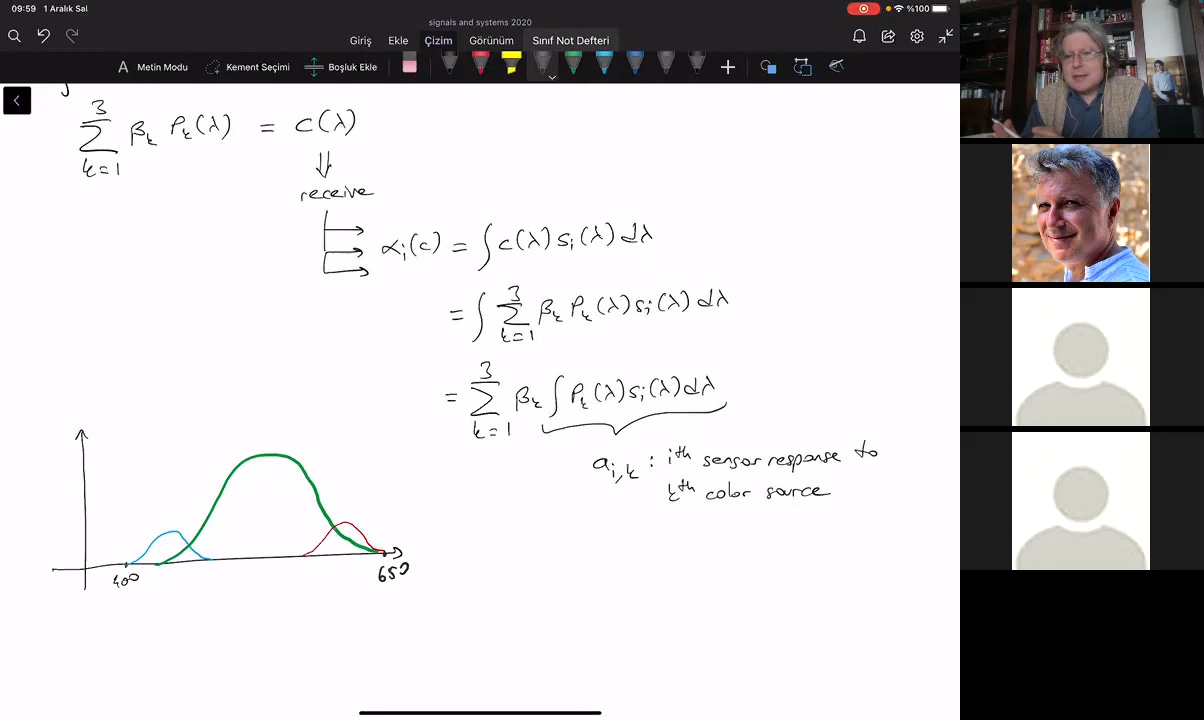 09:59 1 Aralık Sal
%100
signals and systems 2020
Giriş Ekle Çizim Görünüm Sınıf Not Defteri
Metin Modu Kement Seçimi Boşluk Ekle
3
∑ βₖ Pₖ(λ) = c(λ)
k=1
receive
αᵢ(c) = ∫ c(λ) sᵢ(λ) dλ
3
= ∫ ∑ βₖ Pₖ(λ) sᵢ(λ) dλ
k=1
3
= ∑ βₖ ∫ Pₖ(λ) sᵢ(λ) dλ
k=1
aᵢ,ₖ : iᵗʰ sensor response to
kᵗʰ color source
400 650